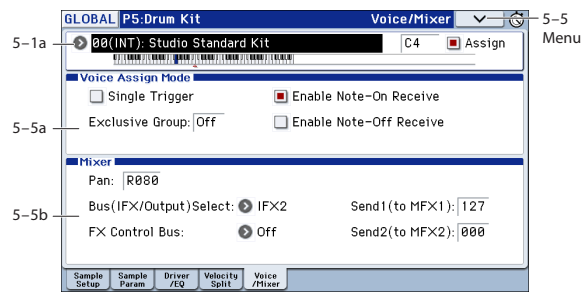 GLOBAL P5:Drum Kit Voice/Mixer
5–5 Menu
5–1a
00(INT): Studio Standard Kit C4 Assign
Voice Assign Mode
Single Trigger Enable Note-On Receive
5–5a
Exclusive Group: Off Enable Note-Off Receive
Mixer
Pan: R080
5–5b
Bus(IFX/Output)Select: IFX2 Send1(to MFX1): 127
FX Control Bus: Off Send2(to MFX2): 000
Sample Setup Sample Param Driver /EQ Velocity Split Voice /Mixer